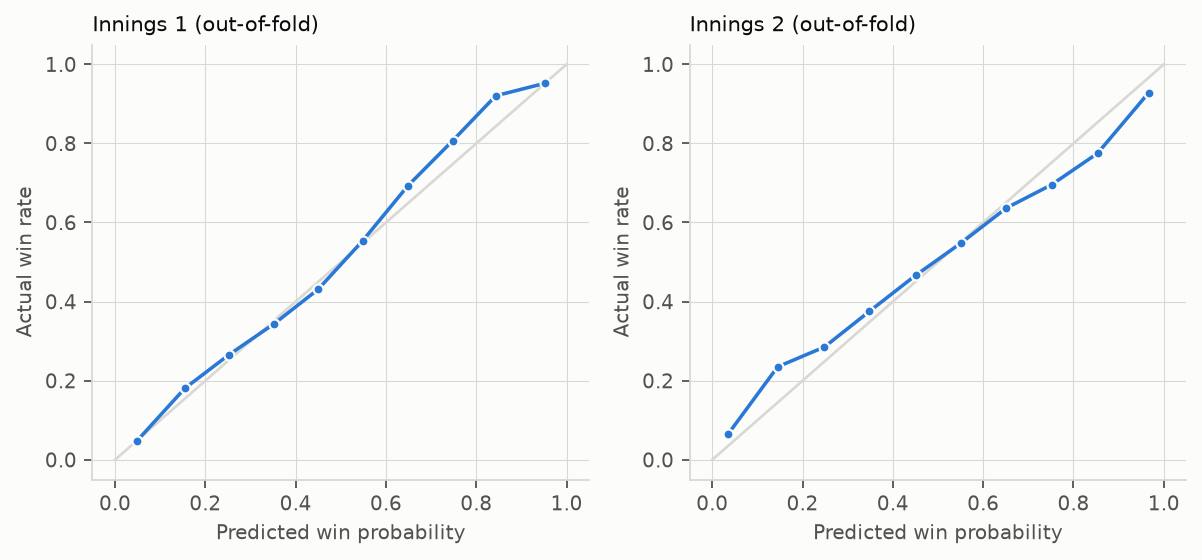 Innings 1 (out-of-fold)
1.0
0.8
0.6
0.4
0.2
0.0
Actual win rate
0.0 0.2 0.4 0.6 0.8 1.0
Predicted win probability
Innings 2 (out-of-fold)
1.0
0.8
0.6
0.4
0.2
0.0
Actual win rate
0.0 0.2 0.4 0.6 0.8 1.0
Predicted win probability